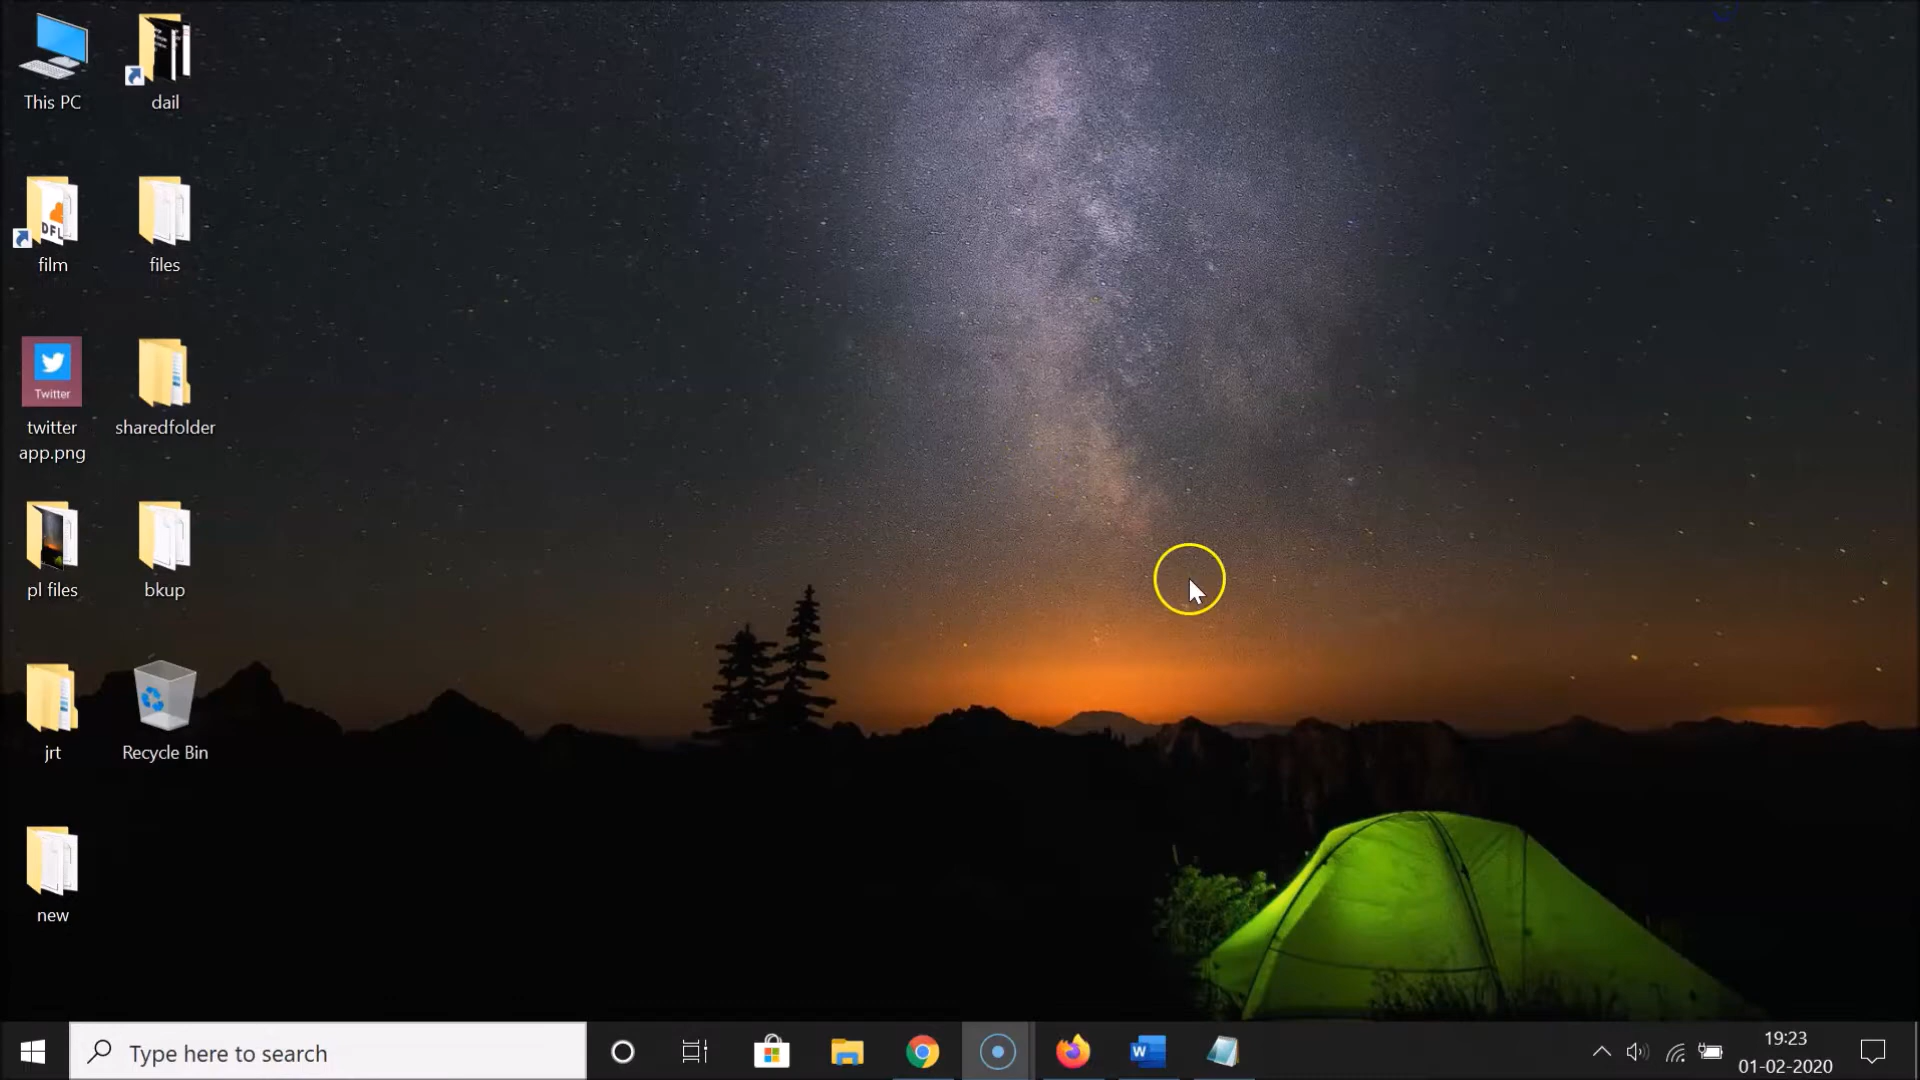 This PC
dail
film
files
DFL
Twitter
twitter
app.png
sharedfolder
pl files
bkup
jrt
Recycle Bin
new
Type here to search
W
19:23
01-02-2020